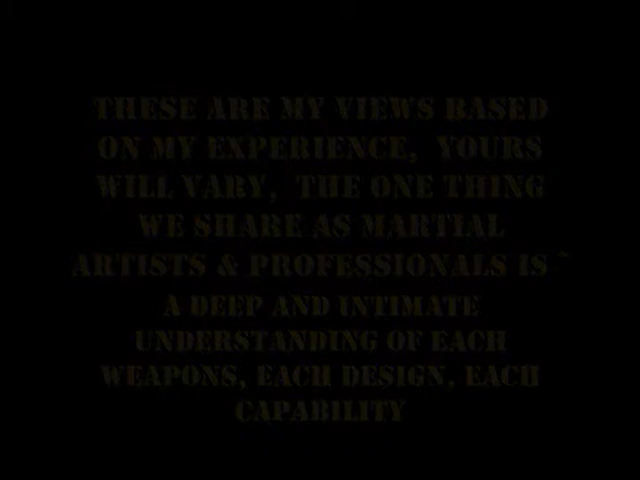 THESE ARE MY VIEWS BASED
ON MY EXPERIENCE, YOURS
WILL VARY, THE ONE THING
WE SHARE AS MARTIAL
ARTISTS & PROFESSIONALS IS ~
A DEEP AND INTIMATE
UNDERSTANDING OF EACH
WEAPONS, EACH DESIGN, EACH
CAPABILITY